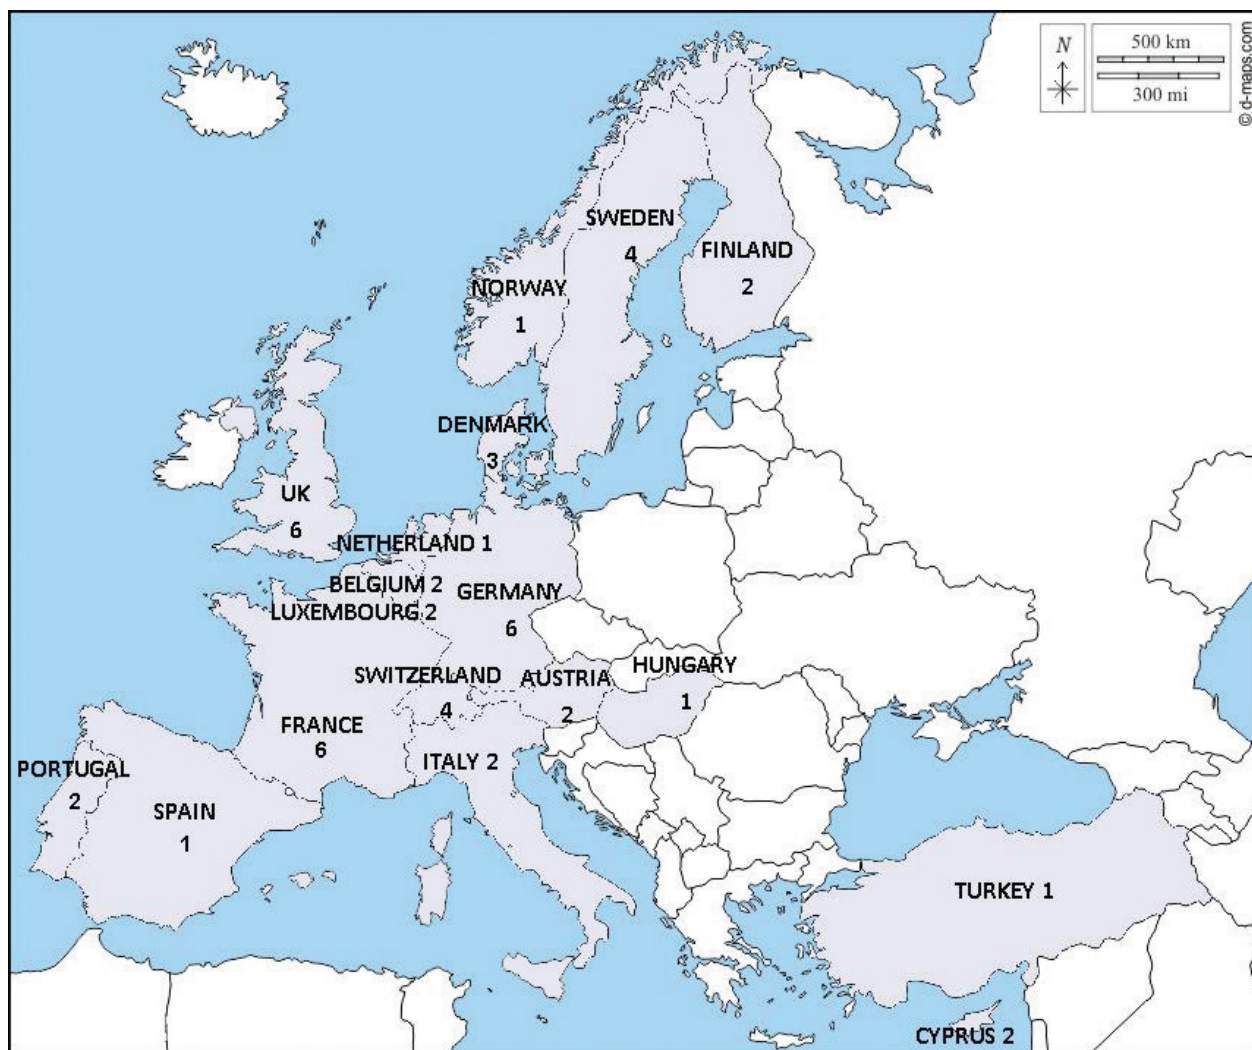 N
500 km
300 mi
© d-maps.com
SWEDEN
4
FINLAND
2
NORWAY
1
DENMARK
3
UK
6
NETHERLAND 1
BELGIUM 2
GERMANY
6
LUXEMBOURG 2
HUNGARY
1
SWITZERLAND
4
AUSTRIA
2
FRANCE
6
ITALY 2
PORTUGAL
2
SPAIN
1
TURKEY 1
CYPRUS 2